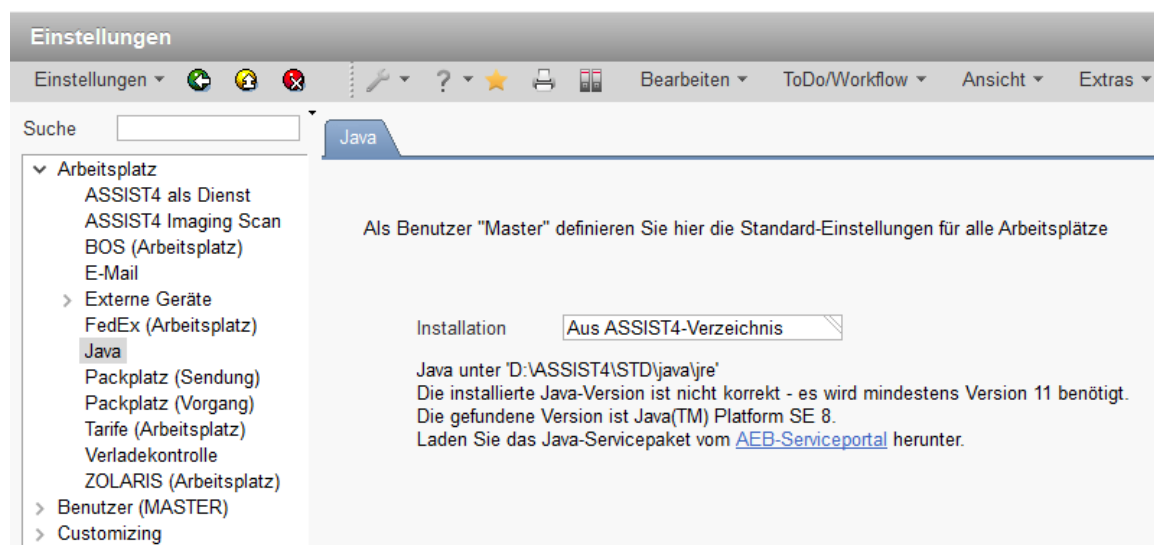 Einstellungen
Einstellungen ? Bearbeiten ToDo/Workflow Ansicht Extras
Suche
Java
Arbeitsplatz
ASSIST4 als Dienst
ASSIST4 Imaging Scan
BOS (Arbeitsplatz)
E-Mail
Externe Geräte
FedEx (Arbeitsplatz)
Java
Packplatz (Sendung)
Packplatz (Vorgang)
Tarife (Arbeitsplatz)
Verladekontrolle
ZOLARIS (Arbeitsplatz)
Benutzer (MASTER)
Customizing
Als Benutzer "Master" definieren Sie hier die Standard-Einstellungen für alle Arbeitsplätze
Installation Aus ASSIST4-Verzeichnis
Java unter 'D:\ASSIST4\STD\java\jre'
Die installierte Java-Version ist nicht korrekt - es wird mindestens Version 11 benötigt.
Die gefundene Version ist Java(TM) Platform SE 8.
Laden Sie das Java-Servicepaket vom AEB-Serviceportal herunter.